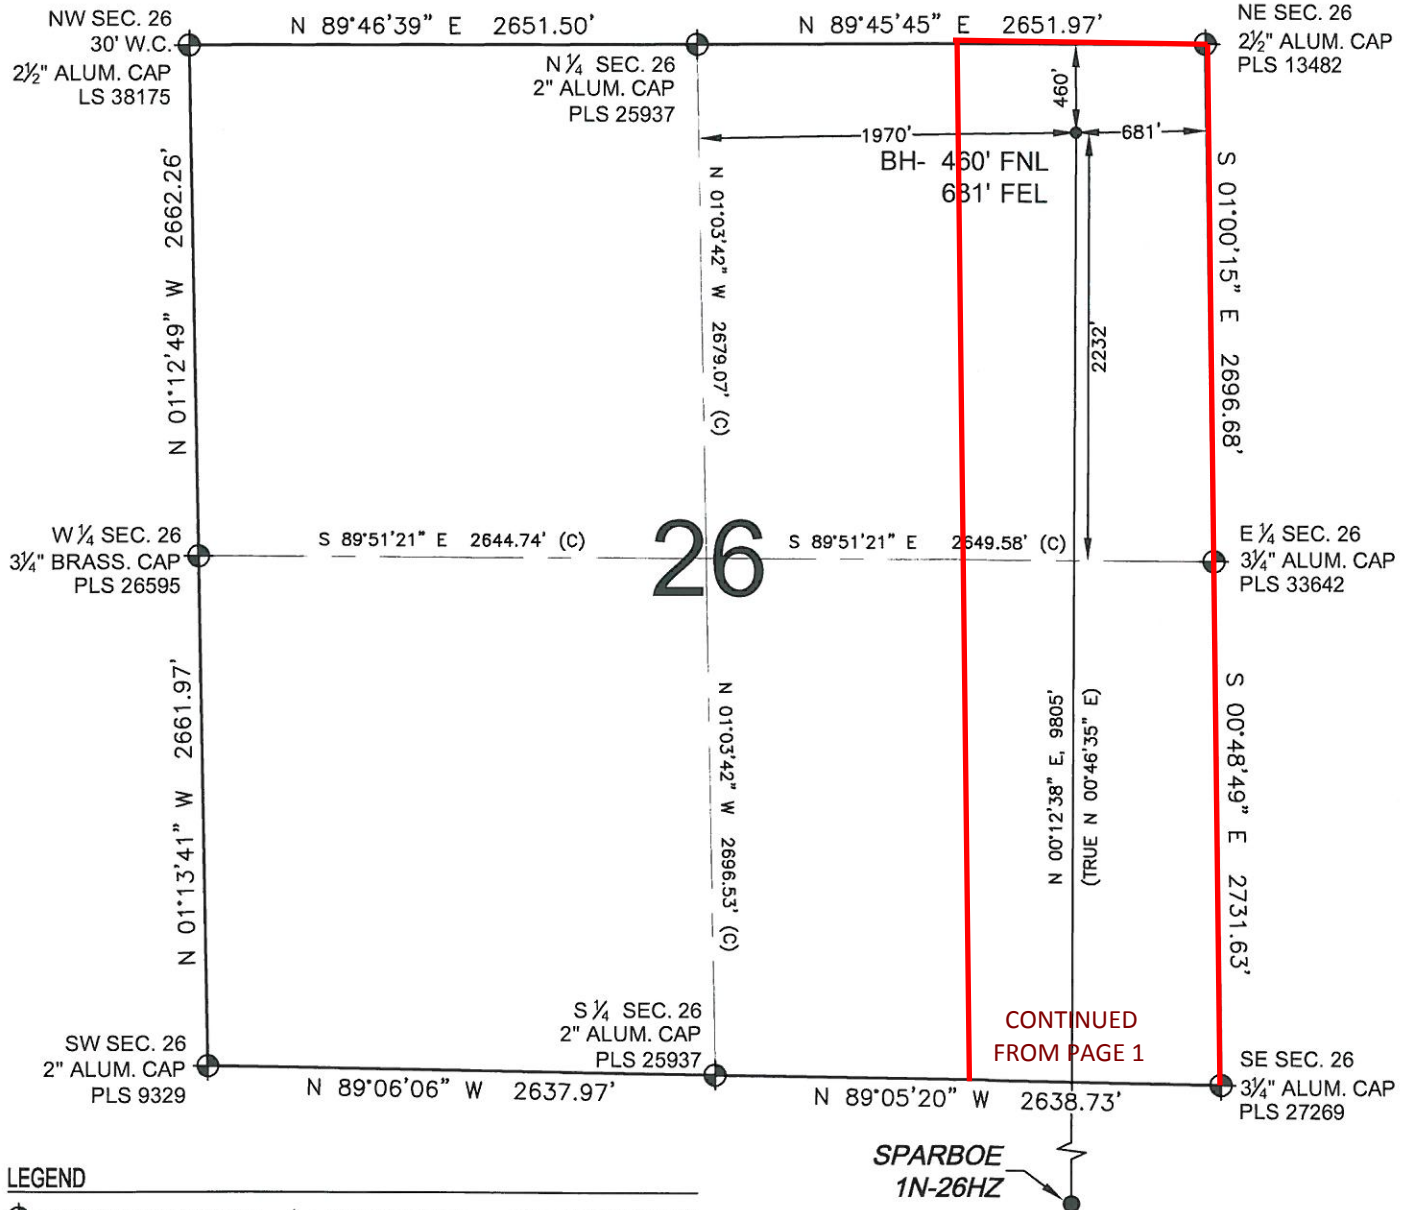 NW SEC. 26
30' W.C.
2½" ALUM. CAP
LS 38175
N 89°46'39" E 2651.50'
N ¼ SEC. 26
2" ALUM. CAP
PLS 25937
N 89°45'45" E 2651.97'
NE SEC. 26
2½" ALUM. CAP
PLS 13482
460'
1970'
681'
BH- 460' FNL
681' FEL
N 01°12'49" W 2662.26'
N 01°03'42" W 2679.07' (C)
2232'
S 01°00'15" E 2696.68'
W ¼ SEC. 26
3¼" BRASS. CAP
PLS 26595
S 89°51'21" E 2644.74' (C)
26
S 89°51'21" E 2649.58' (C)
E ¼ SEC. 26
3¼" ALUM. CAP
PLS 33642
N 01°13'41" W 2661.97'
N 01°03'42" W 2696.53' (C)
N 00°12'38" E, 9805'
(TRUE N 00°46'35" E)
S 00°48'49" E 2731.63'
SW SEC. 26
2" ALUM. CAP
PLS 9329
N 89°06'06" W 2637.97'
S ¼ SEC. 26
2" ALUM. CAP
PLS 25937
CONTINUED
FROM PAGE 1
N 89°05'20" W 2638.73'
SE SEC. 26
3¼" ALUM. CAP
PLS 27269
SPARBOE
1N-26HZ
LEGEND